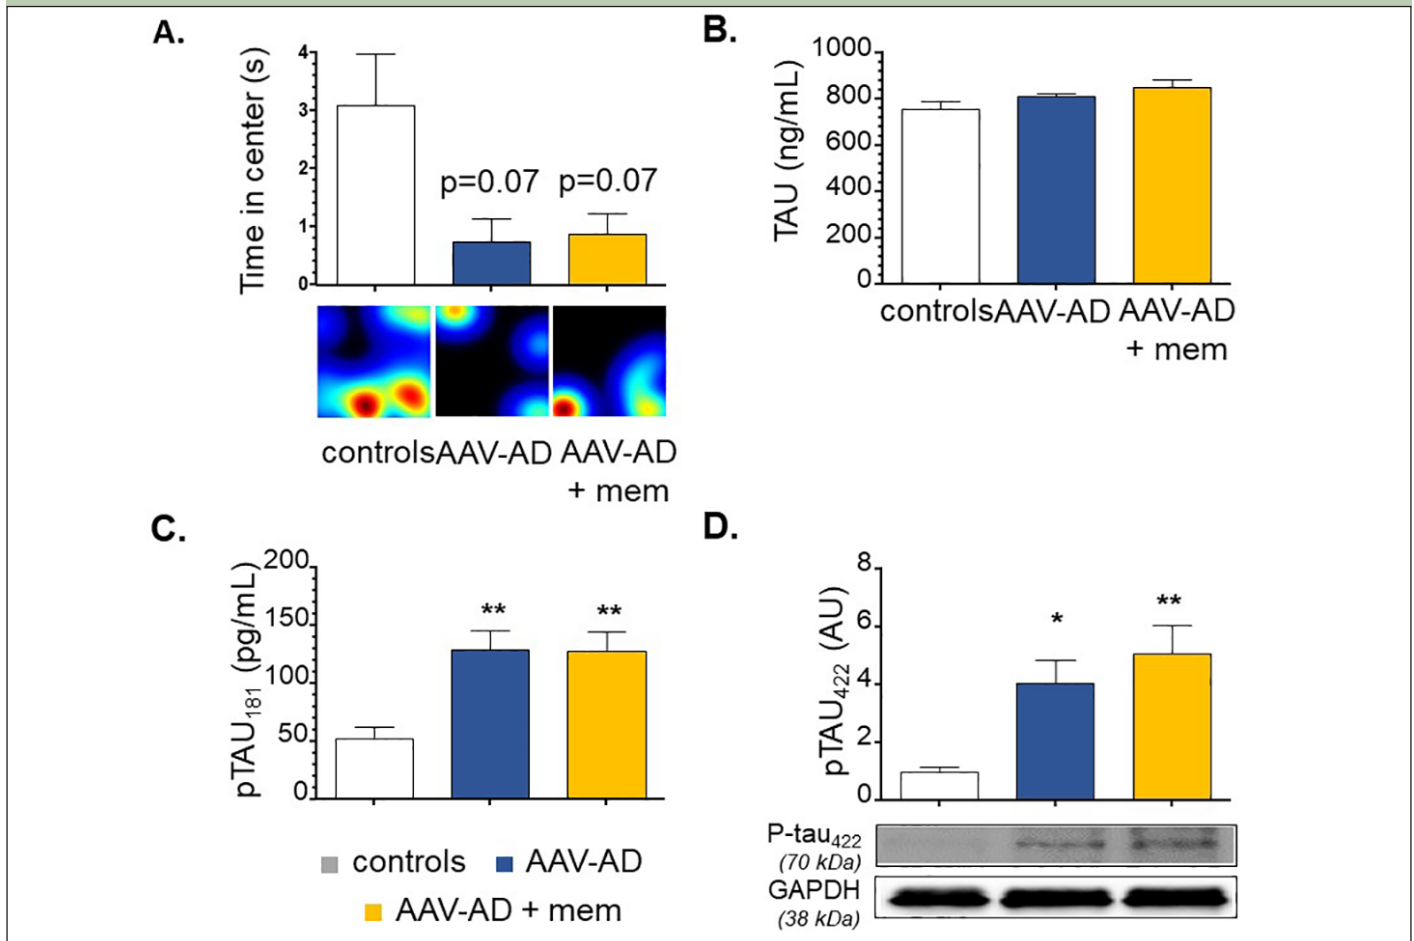 A.
Time in center (s)
4
3
2
1
0
p=0.07
p=0.07
controls
AAV-AD
AAV-AD
+ mem
B.
TAU (ng/mL)
1000
800
600
400
200
0
controls
AAV-AD
AAV-AD
+ mem
C.
pTAU181 (pg/mL)
200
150
100
50
0
**
**
controls
AAV-AD
AAV-AD + mem
D.
pTAU422 (AU)
8
6
4
2
0
*
**
P-tau422
(70 kDa)
GAPDH
(38 kDa)